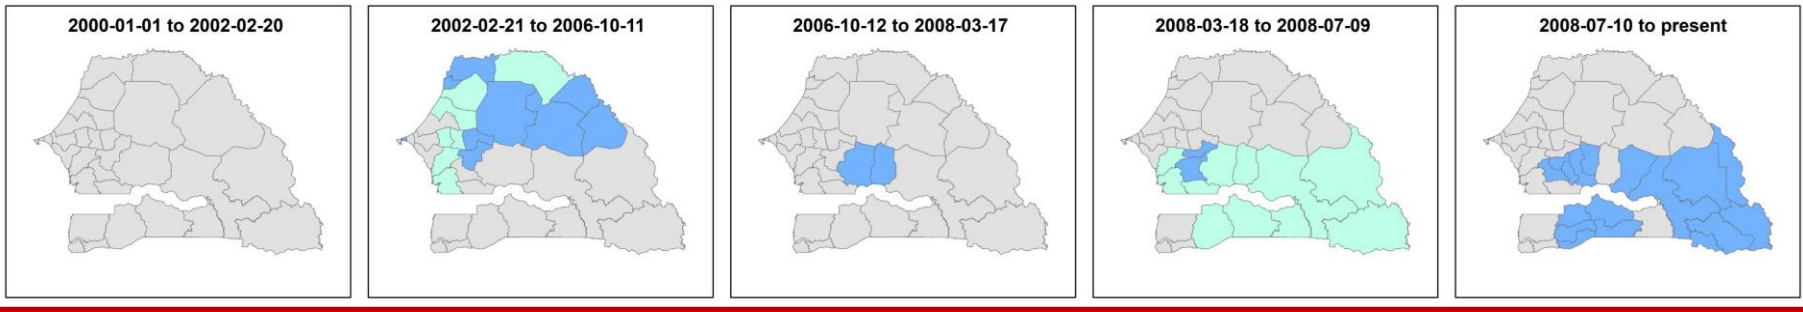 2000-01-01 to 2002-02-20
2002-02-21 to 2006-10-11
2006-10-12 to 2008-03-17
2008-03-18 to 2008-07-09
2008-07-10 to present